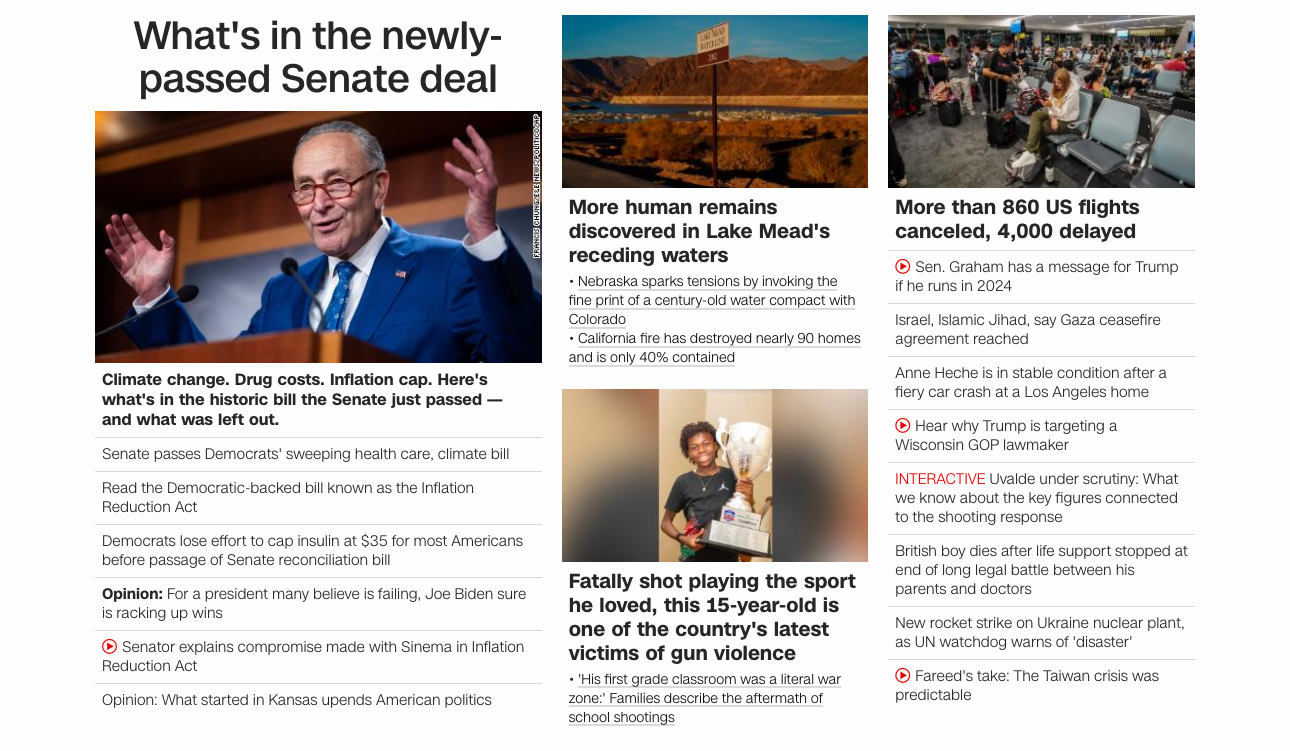 What's in the newly-
passed Senate deal
FRANCIS CHUNG/E&E NEWS/POLITICO/AP
Climate change. Drug costs. Inflation cap. Here's
what's in the historic bill the Senate just passed —
and what was left out.
Senate passes Democrats' sweeping health care, climate bill
Read the Democratic-backed bill known as the Inflation
Reduction Act
Democrats lose effort to cap insulin at $35 for most Americans
before passage of Senate reconciliation bill
Opinion: For a president many believe is failing, Joe Biden sure
is racking up wins
Senator explains compromise made with Sinema in Inflation
Reduction Act
Opinion: What started in Kansas upends American politics
LAKE MEAD
WATERLINE
2002
More human remains
discovered in Lake Mead's
receding waters
• Nebraska sparks tensions by invoking the
fine print of a century-old water compact with
Colorado
• California fire has destroyed nearly 90 homes
and is only 40% contained
Fatally shot playing the sport
he loved, this 15-year-old is
one of the country's latest
victims of gun violence
• 'His first grade classroom was a literal war
zone:' Families describe the aftermath of
school shootings
More than 860 US flights
canceled, 4,000 delayed
Sen. Graham has a message for Trump
if he runs in 2024
Israel, Islamic Jihad, say Gaza ceasefire
agreement reached
Anne Heche is in stable condition after a
fiery car crash at a Los Angeles home
Hear why Trump is targeting a
Wisconsin GOP lawmaker
INTERACTIVE Uvalde under scrutiny: What
we know about the key figures connected
to the shooting response
British boy dies after life support stopped at
end of long legal battle between his
parents and doctors
New rocket strike on Ukraine nuclear plant,
as UN watchdog warns of 'disaster'
Fareed's take: The Taiwan crisis was
predictable